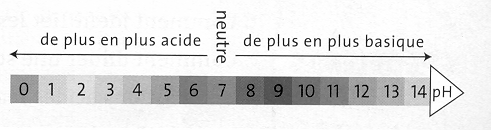 de plus en plus acide neutre de plus en plus basique
0 1 2 3 4 5 6 7 8 9 10 11 12 13 14 pH